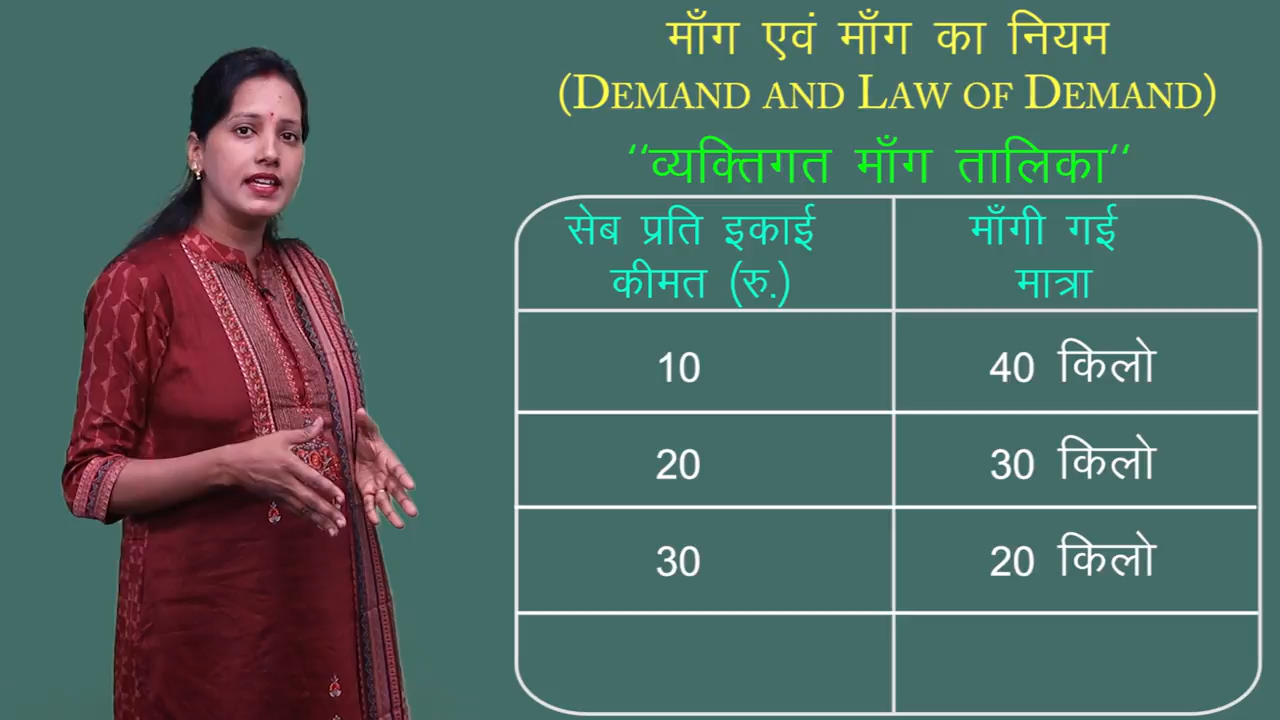 माँग एवं माँग का नियम
(DEMAND AND LAW OF DEMAND)
‘‘व्यक्तिगत माँग तालिका‘‘
सेब प्रति इकाई कीमत (रु.)
माँगी गई मात्रा
10
40 किलो
20
30 किलो
30
20 किलो